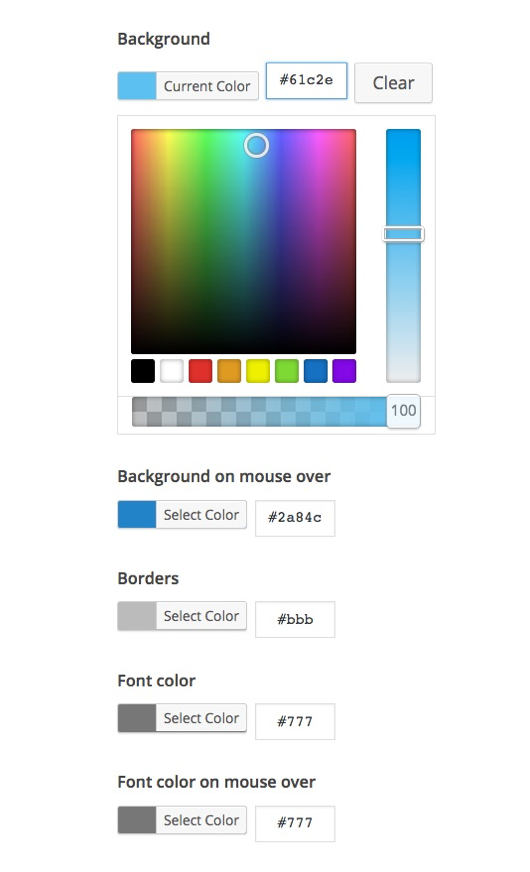 Background
Current Color #61c2e Clear
100
Background on mouse over
Select Color #2a84c
Borders
Select Color #bbb
Font color
Select Color #777
Font color on mouse over
Select Color #777